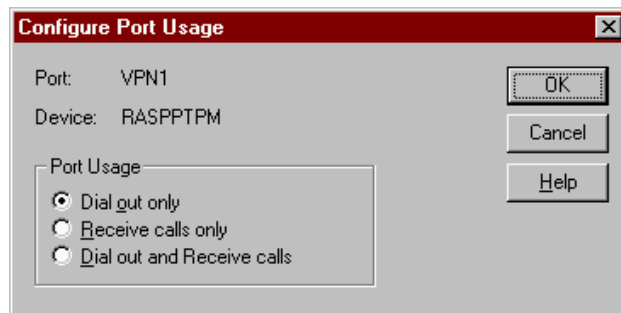 Configure Port Usage
Port: VPN1
Device: RASPPTPM
OK
Cancel
Help
Port Usage
Dial out only
Receive calls only
Dial out and Receive calls